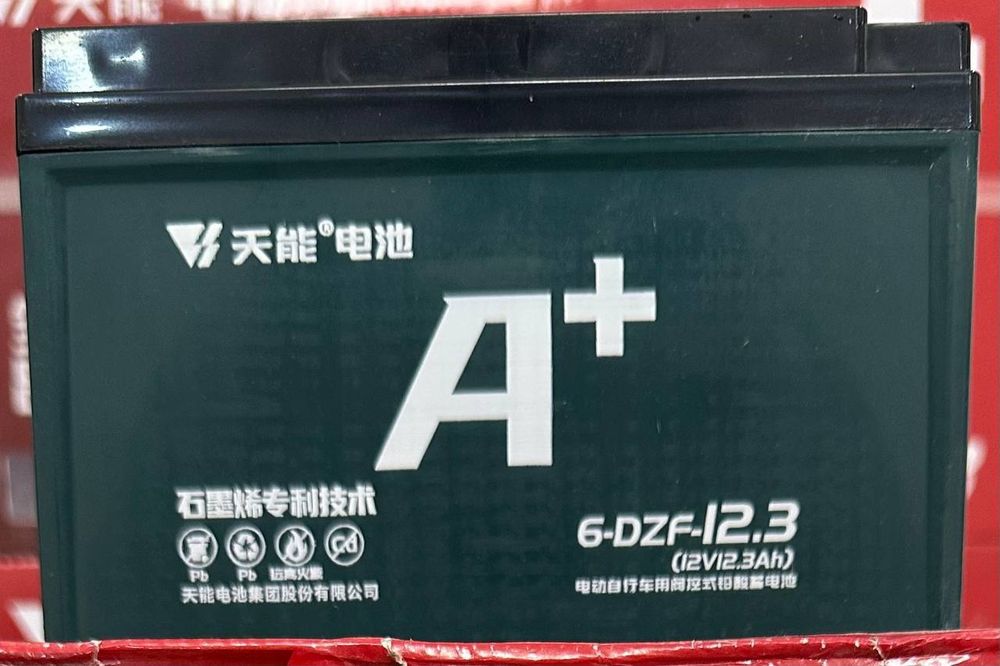 天能®电池
A+
石墨烯专利技术
Cd
Pb Pb 远离火源
天能电池集团股份有限公司
6-DZF-12.3
(12V12.3Ah)
电动自行车用阀控式铅酸蓄电池